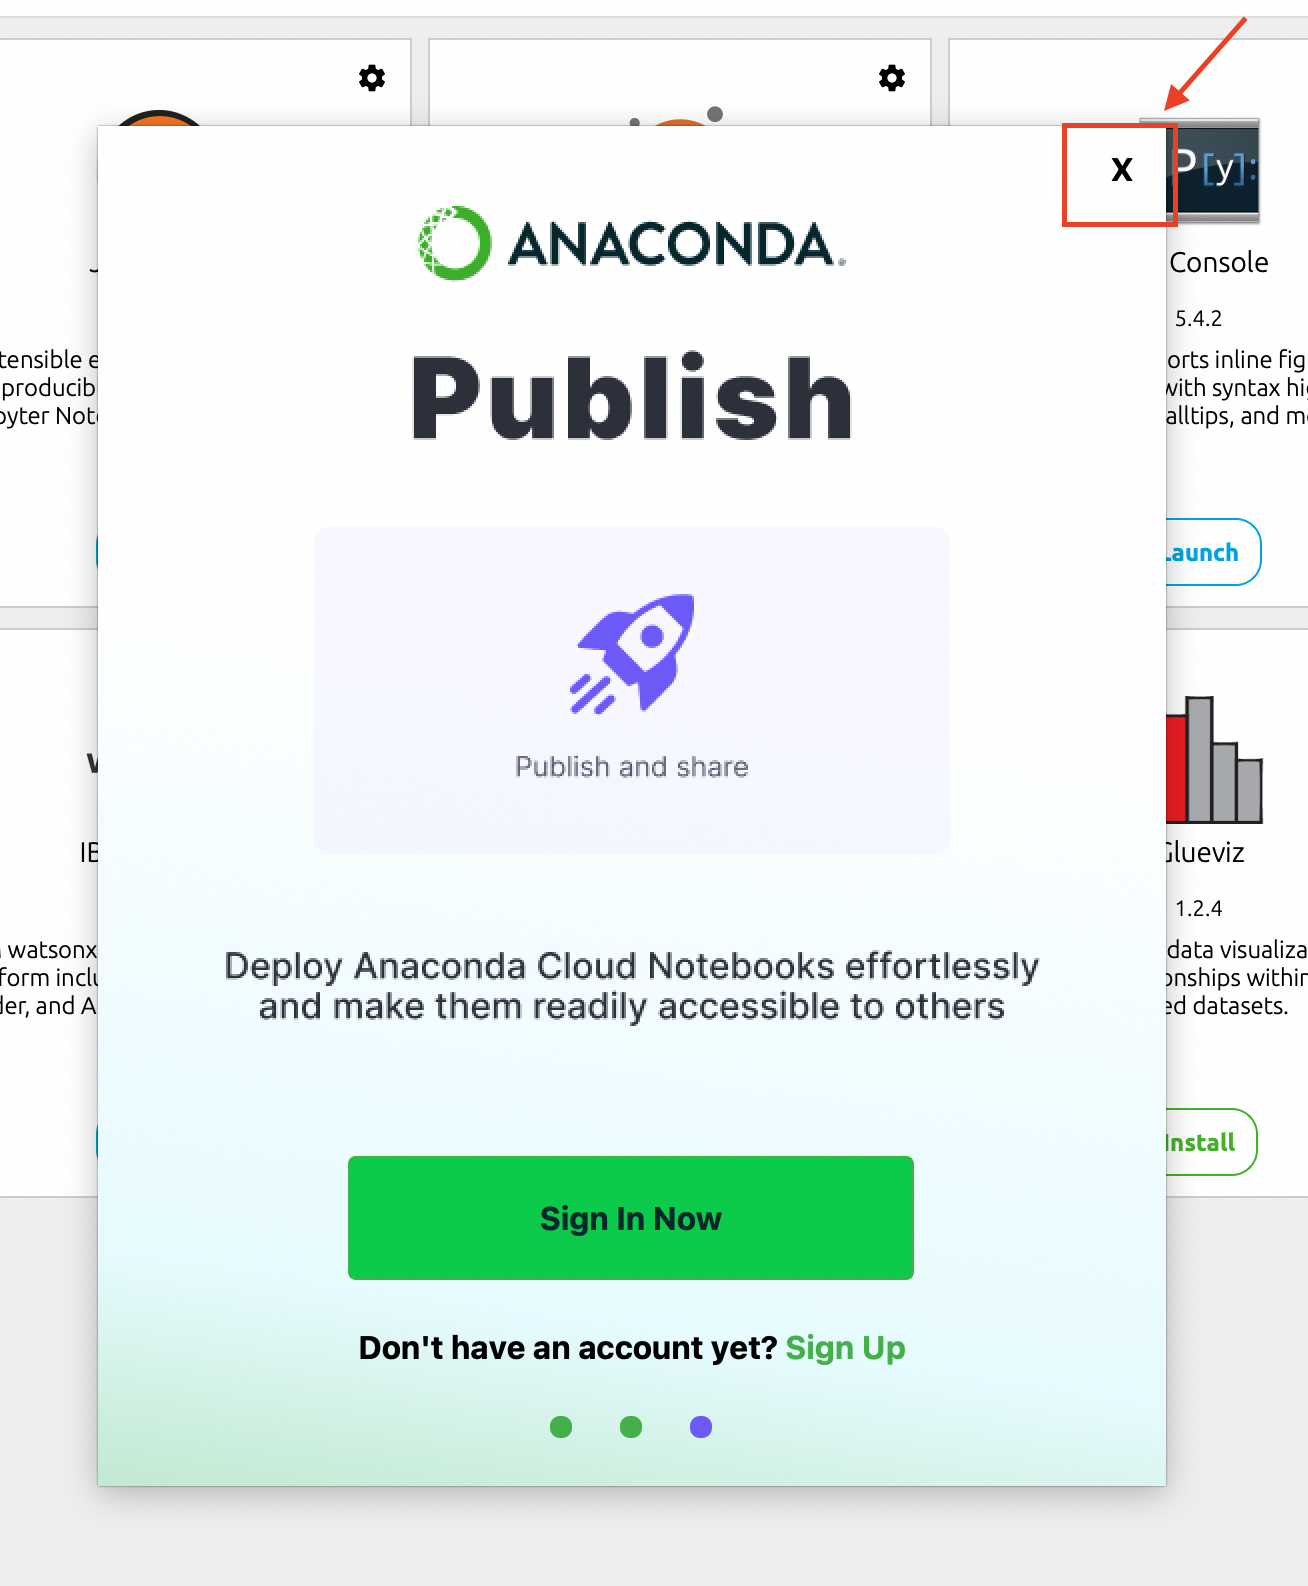 X
P[y]:
ANACONDA
Console
5.4.2
Publish
tensible
orts inline fig
producib
with syntax hi
pyter Note
alltips, and m
Launch
Publish and share
IB
Glueviz
1.2.4
watsonx
data visualiza
Deploy Anaconda Cloud Notebooks effortlessly
form inclu
onships within
der, and A
and make them readily accessible to others
ed datasets.
Install
Sign In Now
Don't have an account yet? Sign Up